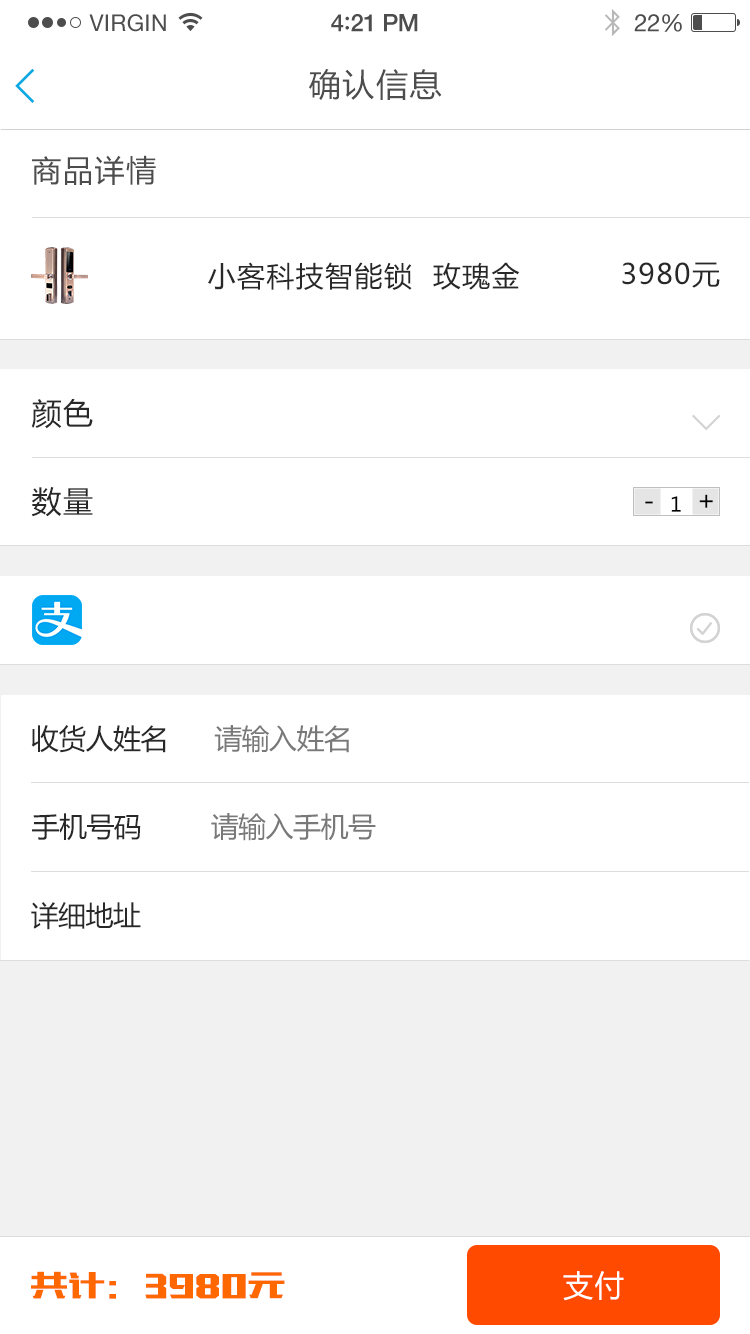 VIRGIN 4:21 PM 22%
确认信息
商品详情
小客科技智能锁 玫瑰金 3980元
颜色
数量 - 1 +
支
收货人姓名 请输入姓名
手机号码 请输入手机号
详细地址
共计：3980元 支付